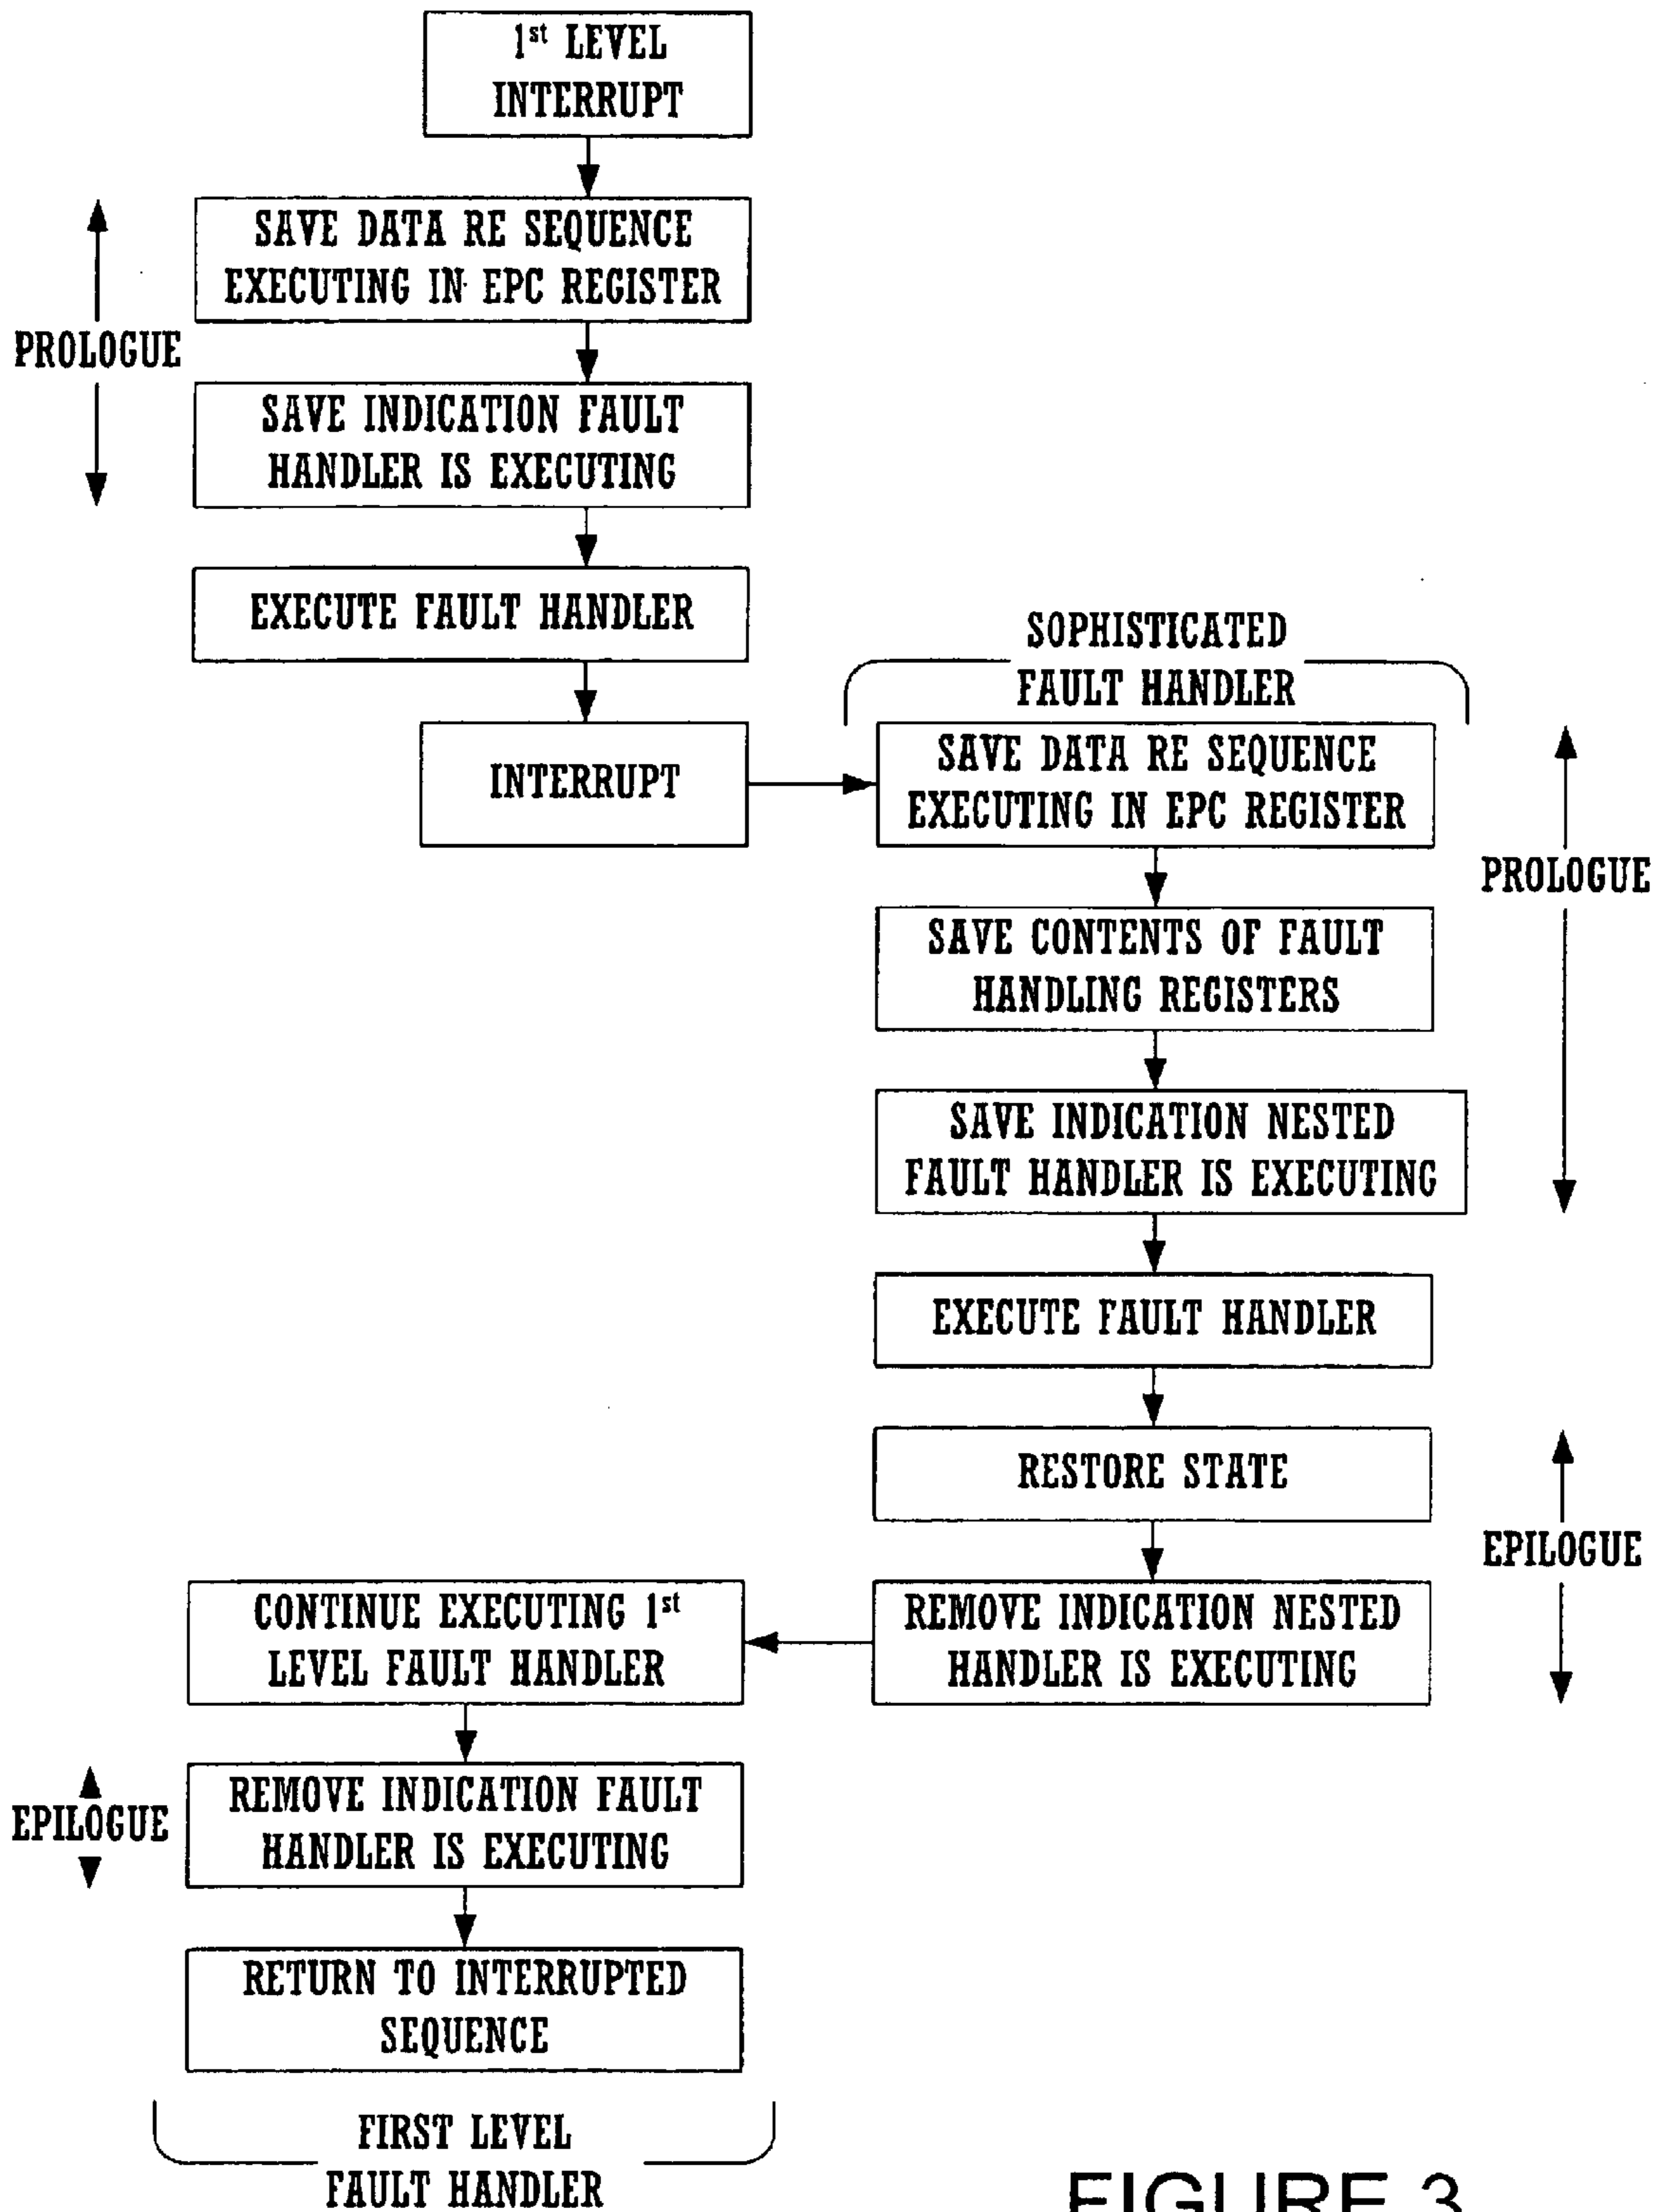 1st LEVEL
INTERRUPT
SAVE DATA RE SEQUENCE
EXECUTING IN EPC REGISTER
PROLOGUE
SAVE INDICATION FAULT
HANDLER IS EXECUTING
EXECUTE FAULT HANDLER
INTERRUPT
SOPHISTICATED
FAULT HANDLER
SAVE DATA RE SEQUENCE
EXECUTING IN EPC REGISTER
PROLOGUE
SAVE CONTENTS OF FAULT
HANDLING REGISTERS
SAVE INDICATION NESTED
FAULT HANDLER IS EXECUTING
EXECUTE FAULT HANDLER
RESTORE STATE
EPILOGUE
REMOVE INDICATION NESTED
HANDLER IS EXECUTING
CONTINUE EXECUTING 1st
LEVEL FAULT HANDLER
EPILOGUE
REMOVE INDICATION FAULT
HANDLER IS EXECUTING
RETURN TO INTERRUPTED
SEQUENCE
FIRST LEVEL
FAULT HANDLER
FIGURE 3